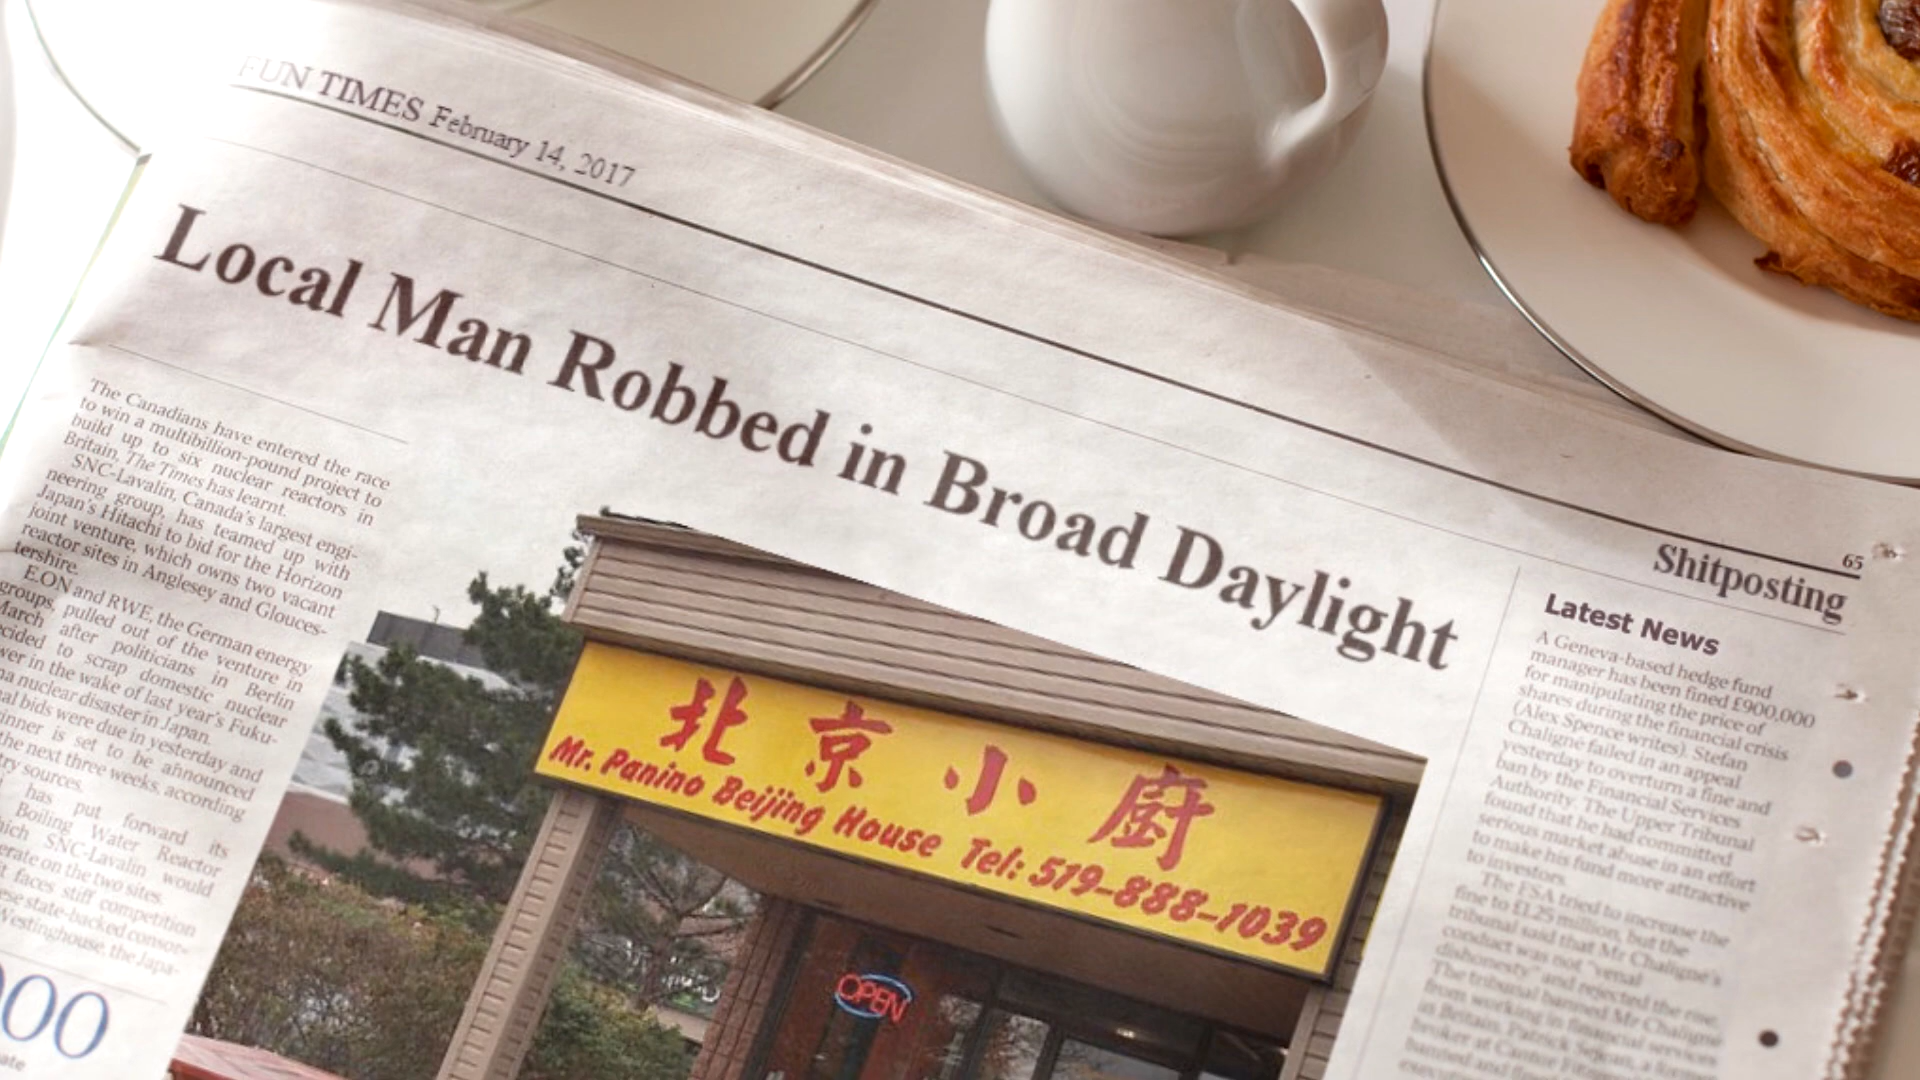 FUN TIMES February 14, 2017
65
Shitposting
Local Man Robbed in Broad Daylight
The Canadians have entered the race
to win a multibillion-pound project to
build up to six nuclear reactors in
Britain, The Times has learnt.
SNC-Lavalin, Canada's largest engi-
neering group, has teamed up with
Japan's Hitachi to bid for the Horizon
joint venture, which owns two vacant
reactor sites in Anglesey and Glouces-
tershire.
E.ON and RWE, the German energy
groups, pulled out of the venture in
March after politicians in Berlin
decided to scrap domestic nuclear
in the wake of last year's Fuku-
nuclear disaster in Japan.
bids were due in yesterday and
is set to be announced
the next three weeks, according
sources.
has put forward its
Boiling Water Reactor
SNC-Lavalin would
on the two sites.
it faces stiff competition
state-backed consor-
Westinghouse, the Japa-
北京小厨
Mr. Panino Beijing House Tel: 519-888-1039
OPEN
Latest News
A Geneva-based hedge fund
manager has been fined £900,000
for manipulating the price of
shares during the financial crisis
(Alex Spence writes). Stefan
Chaligné failed in an appeal
yesterday to overturn a fine and
ban by the Financial Services
Authority. The Upper Tribunal
found that he had committed
serious market abuse in an effort
to make his fund more attractive
to investors.
The FSA tried to increase the
fine to £1.25 million, but the
tribunal said that Mr Chaligné's
conduct was not "venal
dishonesty" and rejected the rise.
The tribunal banned Mr Chaligné
from working in financial services
in Britain. Patrick Sejean, a former
broker at Cantor
banned and